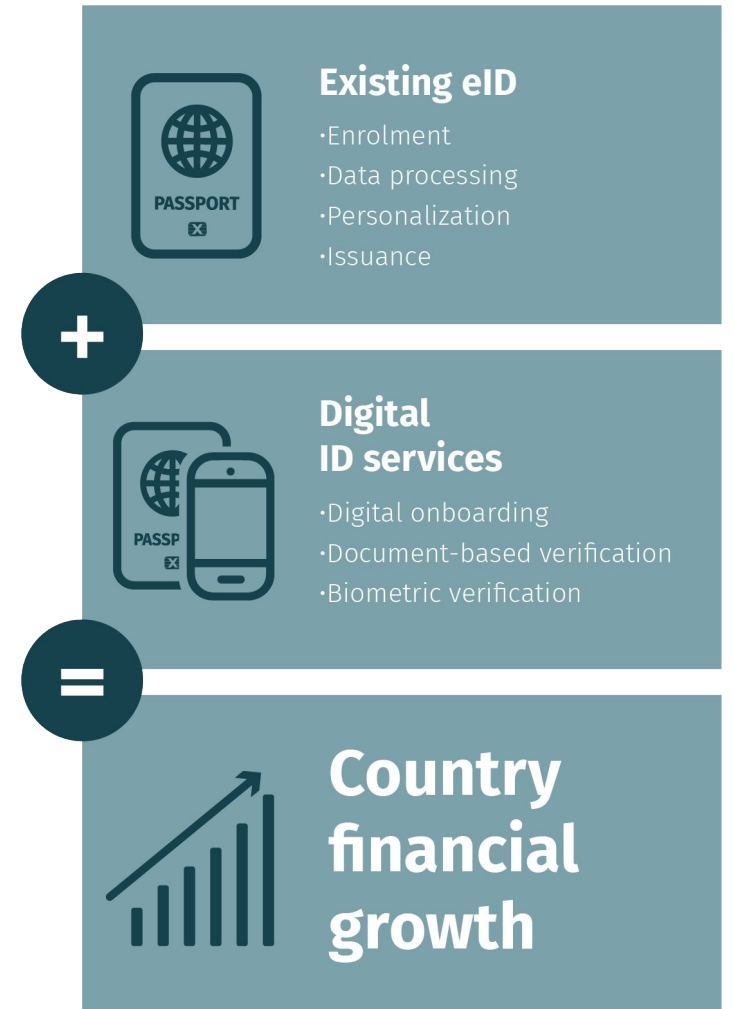 PASSPORT
Existing eID
·Enrolment
·Data processing
·Personalization
·Issuance
+
PASSP
Digital
ID services
·Digital onboarding
·Document-based verification
·Biometric verification
=
Country
financial
growth